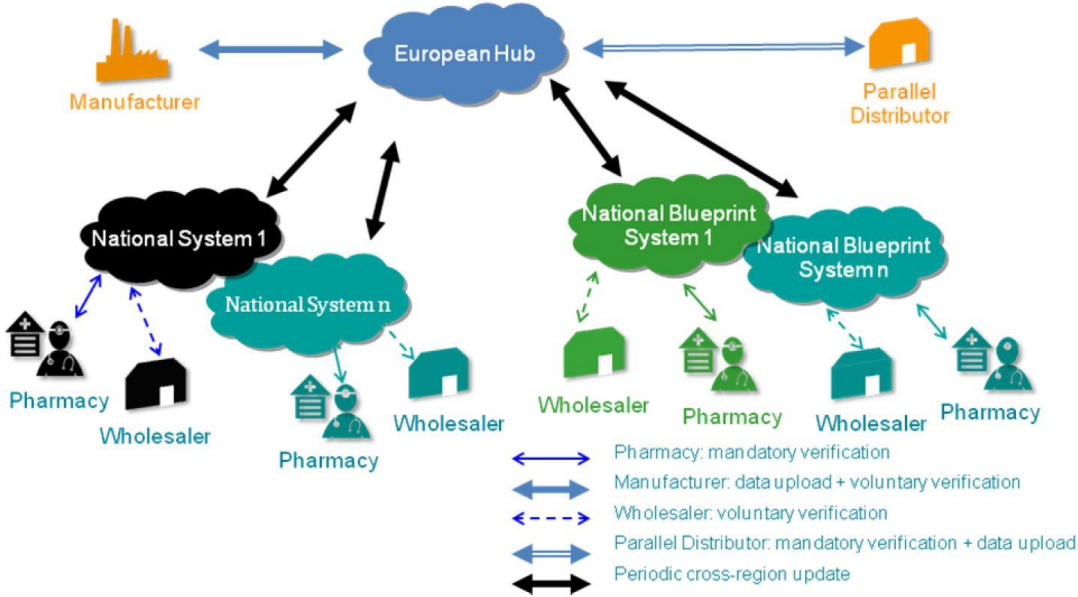 European Hub
Manufacturer
Parallel
Distributor
National System 1
National System n
National Blueprint
System 1
National Blueprint
System n
Pharmacy
Wholesaler
Pharmacy
Wholesaler
Wholesaler
Pharmacy
Wholesaler
Pharmacy
Pharmacy: mandatory verification
Manufacturer: data upload + voluntary verification
Wholesaler: voluntary verification
Parallel Distributor: mandatory verification + data upload
Periodic cross-region update